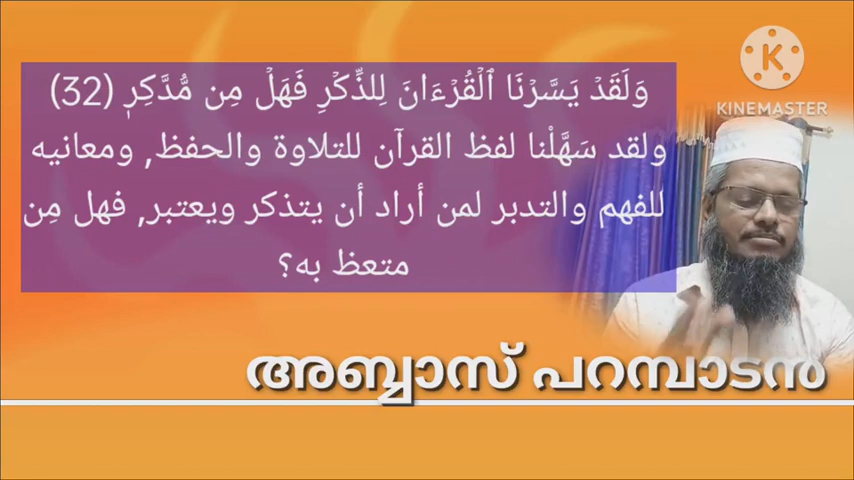 وَلَقَدۡ يَسَّرۡنَا ٱلۡقُرۡءَانَ لِلذِّكۡرِ فَهَلۡ مِن مُّدَّكِرٖ (32)
ولقد سَهَّلْنا لفظ القرآن للتلاوة والحفظ, ومعانيه
للفهم والتدبر لمن أراد أن يتذكر ويعتبر, فهل مِن
متعظ به؟
KINEMASTER
അബ്ബാസ് പറമ്പാടൻ